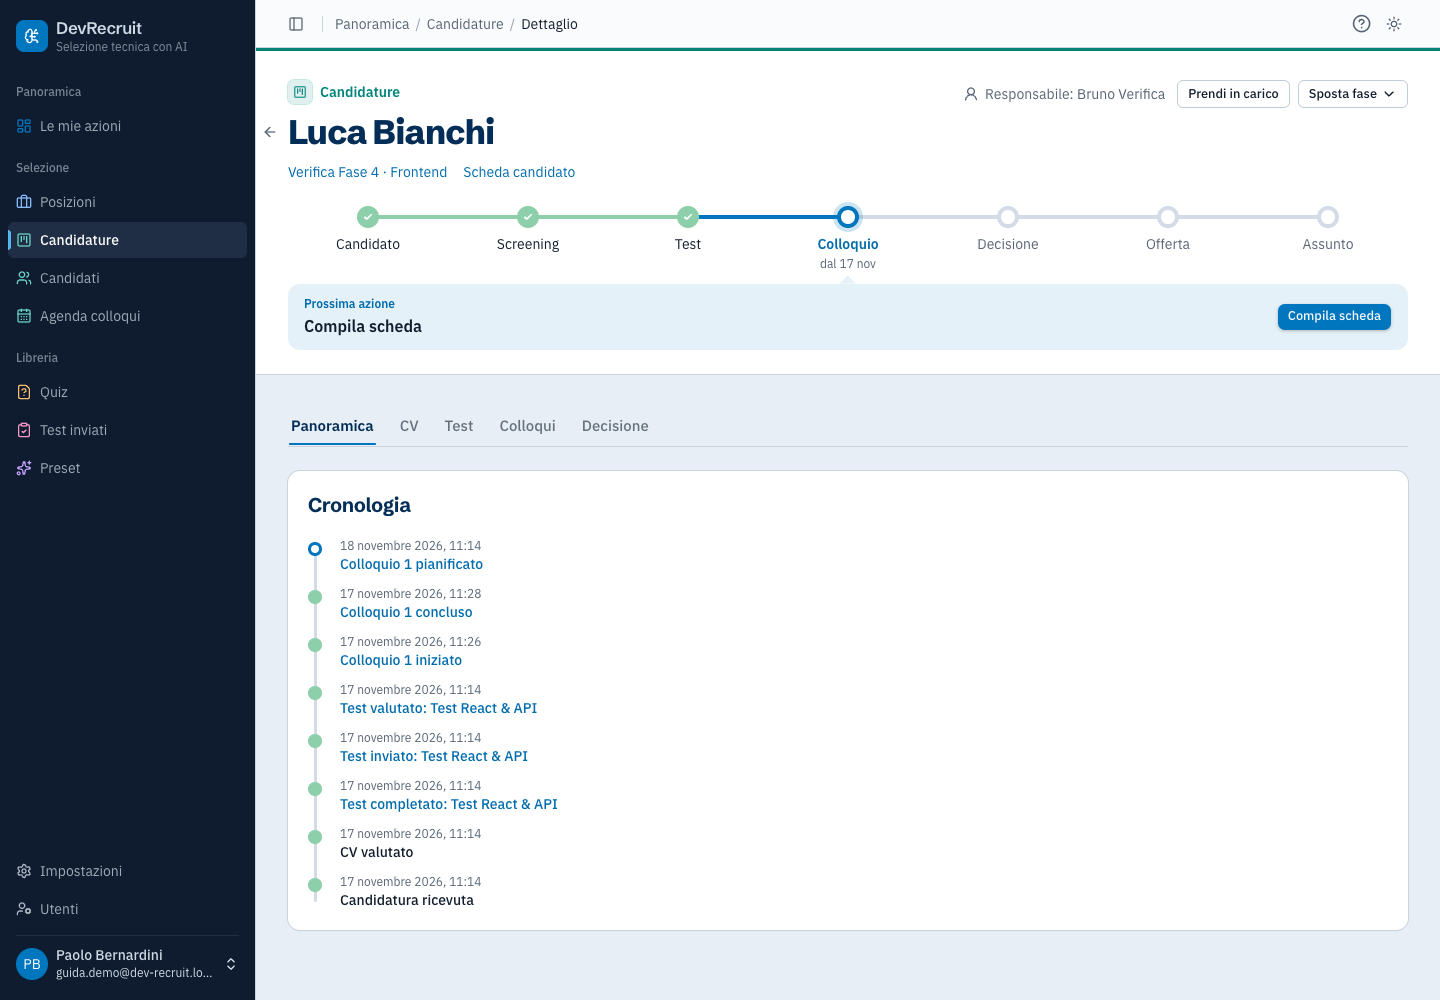 DevRecruit
Selezione tecnica con AI
Panoramica
Le mie azioni
Selezione
Posizioni
Candidature
Candidati
Agenda colloqui
Libreria
Quiz
Test inviati
Preset
Impostazioni
Utenti
PB
Paolo Bernardini
guida.demo@dev-recruit.lo...
Panoramica / Candidature / Dettaglio
Candidature
Responsabile: Bruno Verifica
Prendi in carico
Sposta fase
Luca Bianchi
Verifica Fase 4 · Frontend
Scheda candidato
Candidato
Screening
Test
Colloquio
dal 17 nov
Decisione
Offerta
Assunto
Prossima azione
Compila scheda
Compila scheda
Panoramica
CV
Test
Colloqui
Decisione
Cronologia
18 novembre 2026, 11:14
Colloquio 1 pianificato
17 novembre 2026, 11:28
Colloquio 1 concluso
17 novembre 2026, 11:26
Colloquio 1 iniziato
17 novembre 2026, 11:14
Test valutato: Test React & API
17 novembre 2026, 11:14
Test inviato: Test React & API
17 novembre 2026, 11:14
Test completato: Test React & API
17 novembre 2026, 11:14
CV valutato
17 novembre 2026, 11:14
Candidatura ricevuta